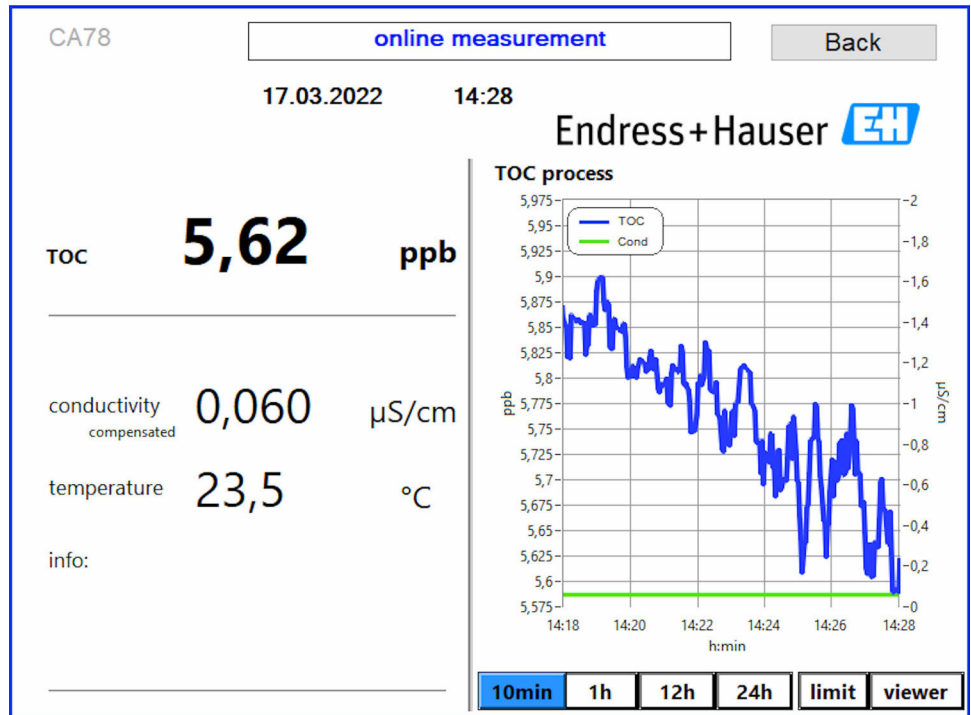 CA78
online measurement
Back
17.03.2022 14:28
Endress+Hauser EH
TOC 5,62 ppb
conductivity 0,060 µS/cm
compensated
temperature 23,5 °C
info:
TOC process
TOC
Cond
5,975
5,95
5,925
5,9
5,875
5,85
5,825
5,8
5,775
5,75
5,725
5,7
5,675
5,65
5,625
5,6
5,575
ppb
2
1,8
1,6
1,4
1,2
1
0,8
0,6
0,4
0,2
0
µS/cm
14:18 14:20 14:22 14:24 14:26 14:28
h:min
10min 1h 12h 24h limit viewer